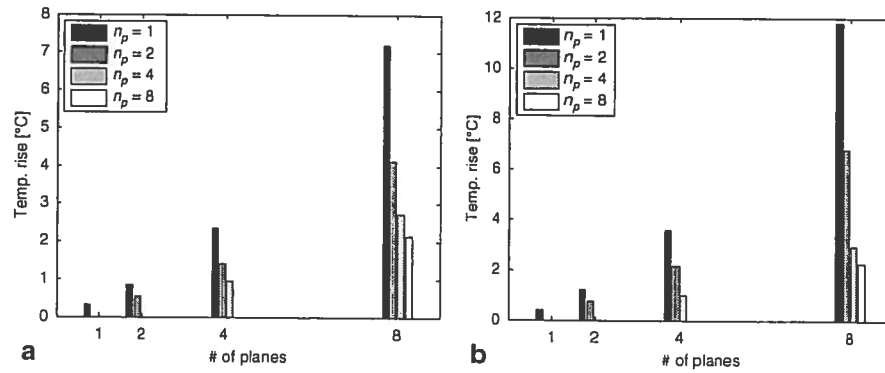 8
7
6
5
4
3
2
1
0
Temp. rise [°C]
n_p = 1
n_p = 2
n_p = 4
n_p = 8
1 2 4 8
# of planes
a
12
10
8
6
4
2
0
Temp. rise [°C]
n_p = 1
n_p = 2
n_p = 4
n_p = 8
1 2 4 8
# of planes
b